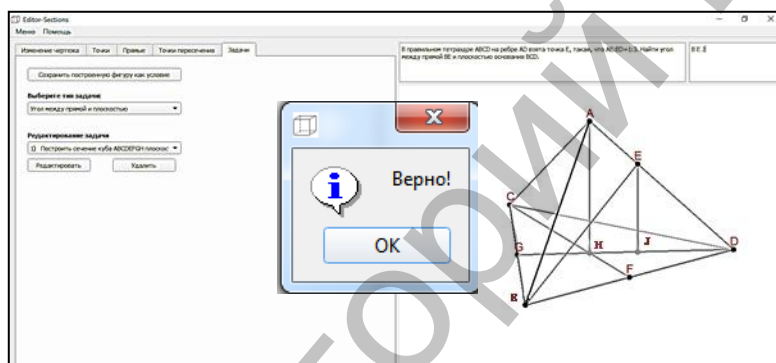 Editor-Sections
Меню Помощь
Изменение чертежа Точки Прямые Точки пересечения Задачи
Сохранить построенную фигуру как условие
Выберите тип задачи:
Угол между прямой и плоскостью
Редактирование задачи
1) Построить сечение куба ABCDEFGH плоскос
Редактировать Удалить
В правильном тетраэдре ABCD на ребре AD взята точка E, такая, что AE:ED=1:3. Найти угол
между прямой BE и плоскостью основания BCD.
B E
Верно!
OK
A
E
C
G
H
J
D
F